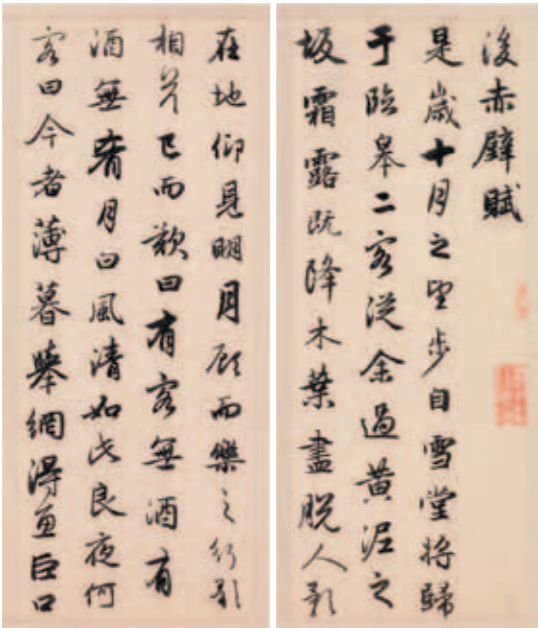 後赤壁賦
是歲十月之望步自雪堂將歸
于臨皋二客從余過黃泥之
坂霜露既降木葉盡脫人影
在地仰見明月顧而樂之行歌
相答已而歎曰有客無酒有
酒無肴月白風清如此良夜何
客曰今者薄暮舉網得魚巨口